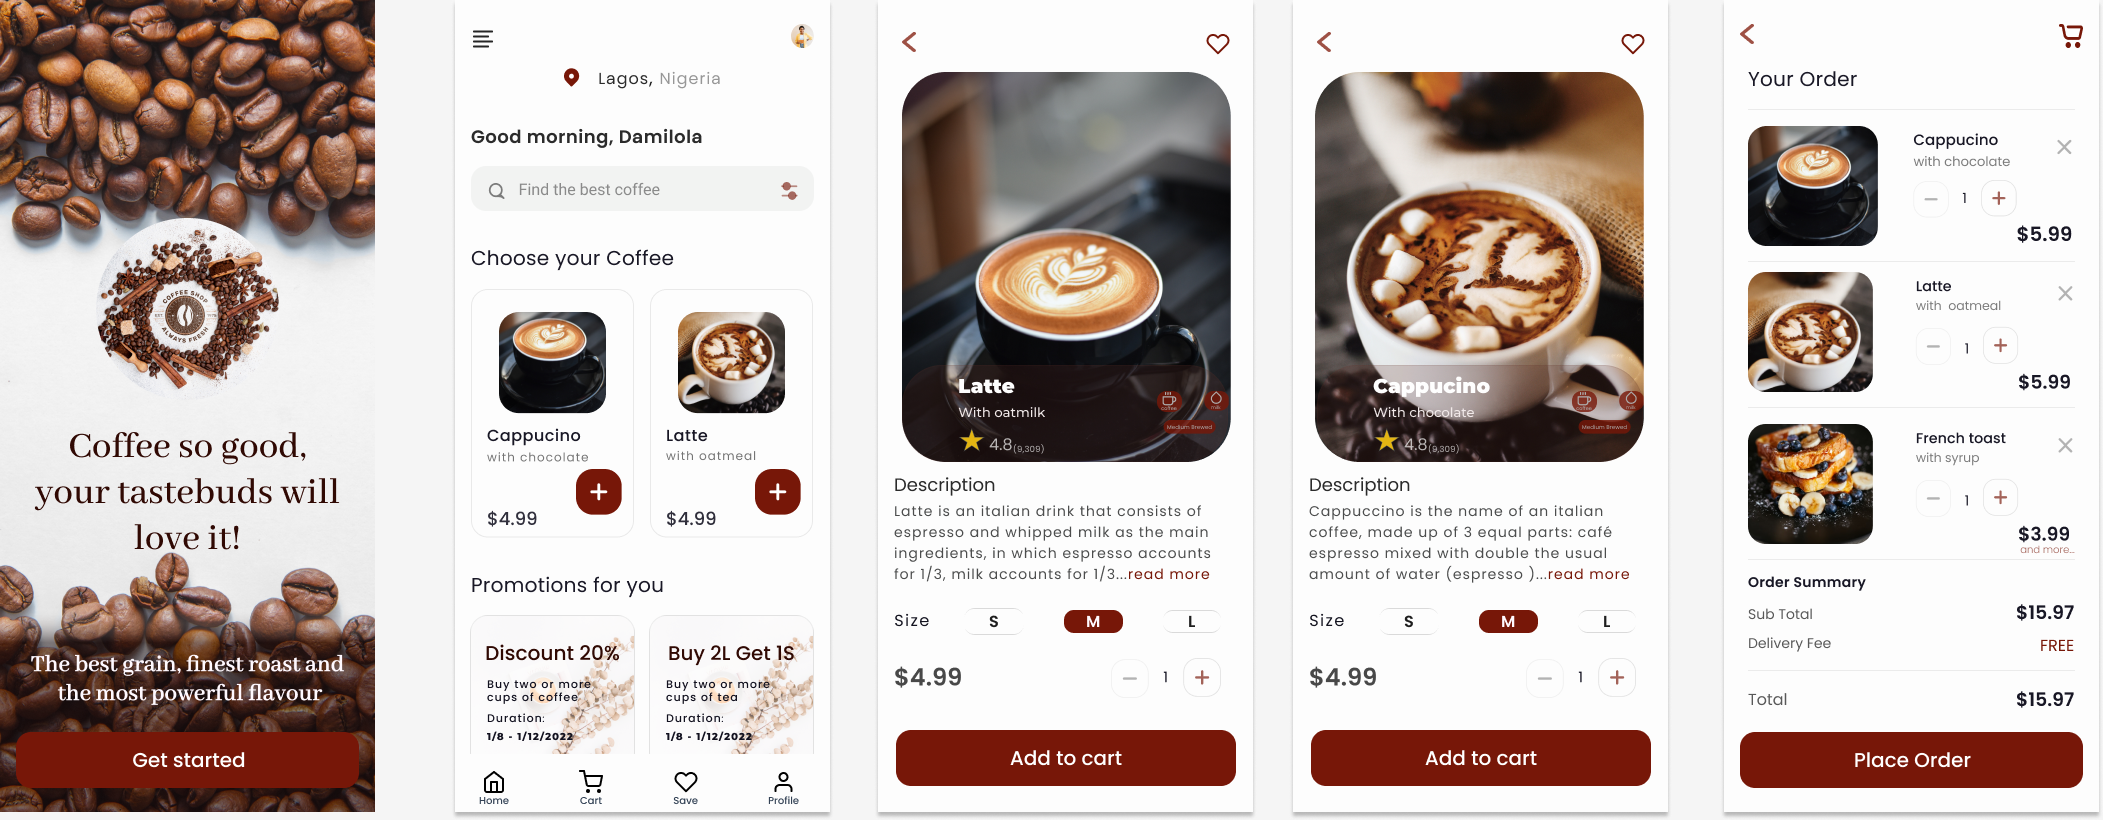 COFFEE SHOP
ALWAYS FRESH
Coffee so good,
your tastebuds will
love it!
The best grain, finest roast and
the most powerful flavour
Get started
Lagos, Nigeria
Good morning, Damilola
Find the best coffee
Choose your Coffee
Cappucino
with chocolate
$4.99
Latte
with oatmeal
$4.99
Promotions for you
Discount 20%
Buy two or more
cups of coffee
Duration:
1/8 - 1/12/2022
Buy 2L Get 1S
Buy two or more
cups of tea
Duration:
1/8 - 1/12/2022
Home
Cart
Save
Profile
Latte
With oatmilk
4.8(9,309)
coffee
milk
Medium Brewed
Description
Latte is an italian drink that consists of
espresso and whipped milk as the main
ingredients, in which espresso accounts
for 1/3, milk accounts for 1/3...read more
Size S M L
$4.99
1
Add to cart
Cappucino
With chocolate
4.8(9,309)
coffee
milk
Medium Brewed
Description
Cappuccino is the name of an italian
coffee, made up of 3 equal parts: café
espresso mixed with double the usual
amount of water (espresso )...read more
Size S M L
$4.99
1
Add to cart
Your Order
Cappucino
with chocolate
1
$5.99
Latte
with oatmeal
1
$5.99
French toast
with syrup
1
$3.99
and more...
Order Summary
Sub Total $15.97
Delivery Fee FREE
Total $15.97
Place Order